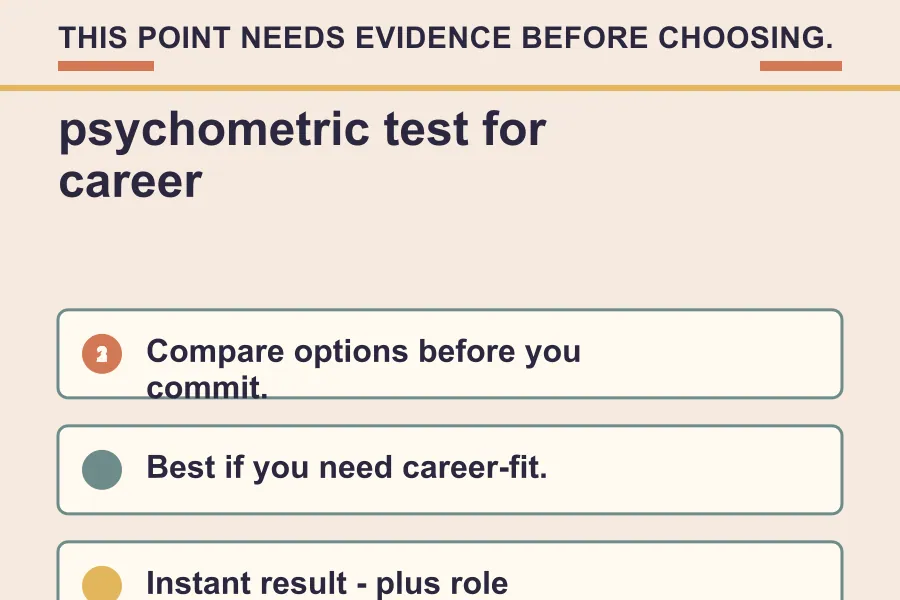 THIS POINT NEEDS EVIDENCE BEFORE CHOOSING.
psychometric test for
career
Compare options before you
commit.
Best if you need career-fit.
Instant result - plus role